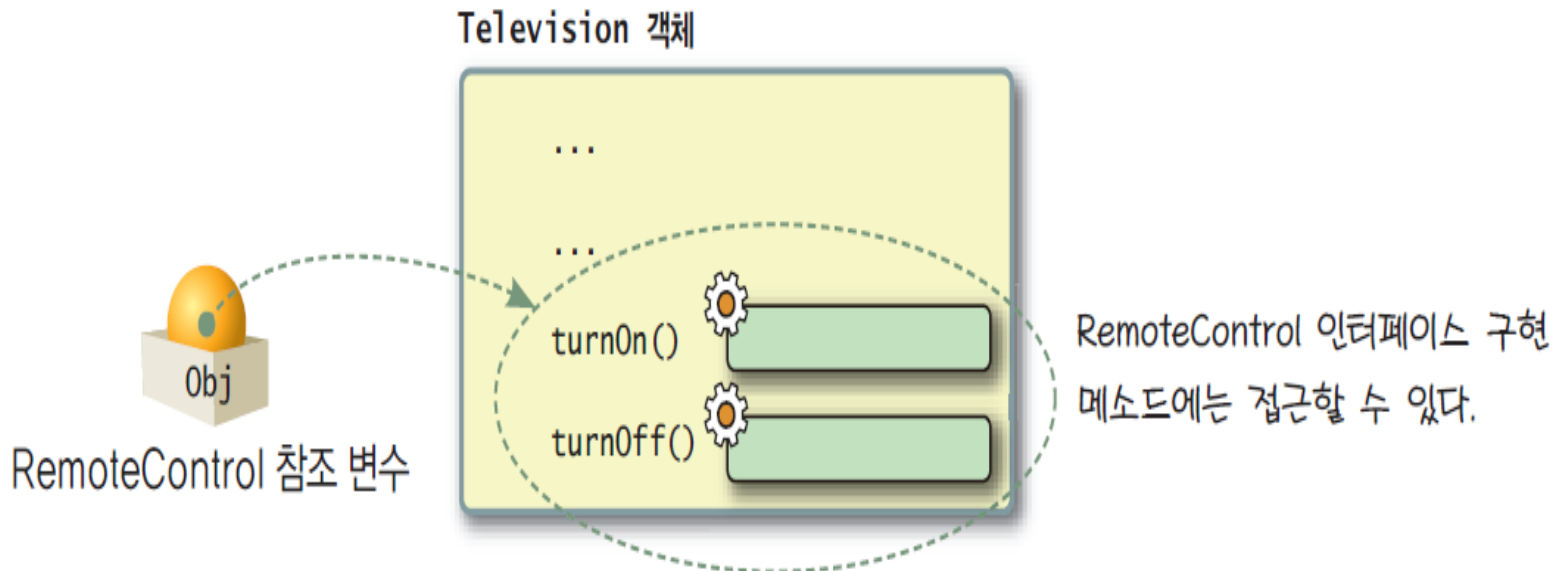 Television 객체
...
...
turnOn()
turnOff()
Obj
RemoteControl 참조 변수
RemoteControl 인터페이스 구현
메소드에는 접근할 수 있다.